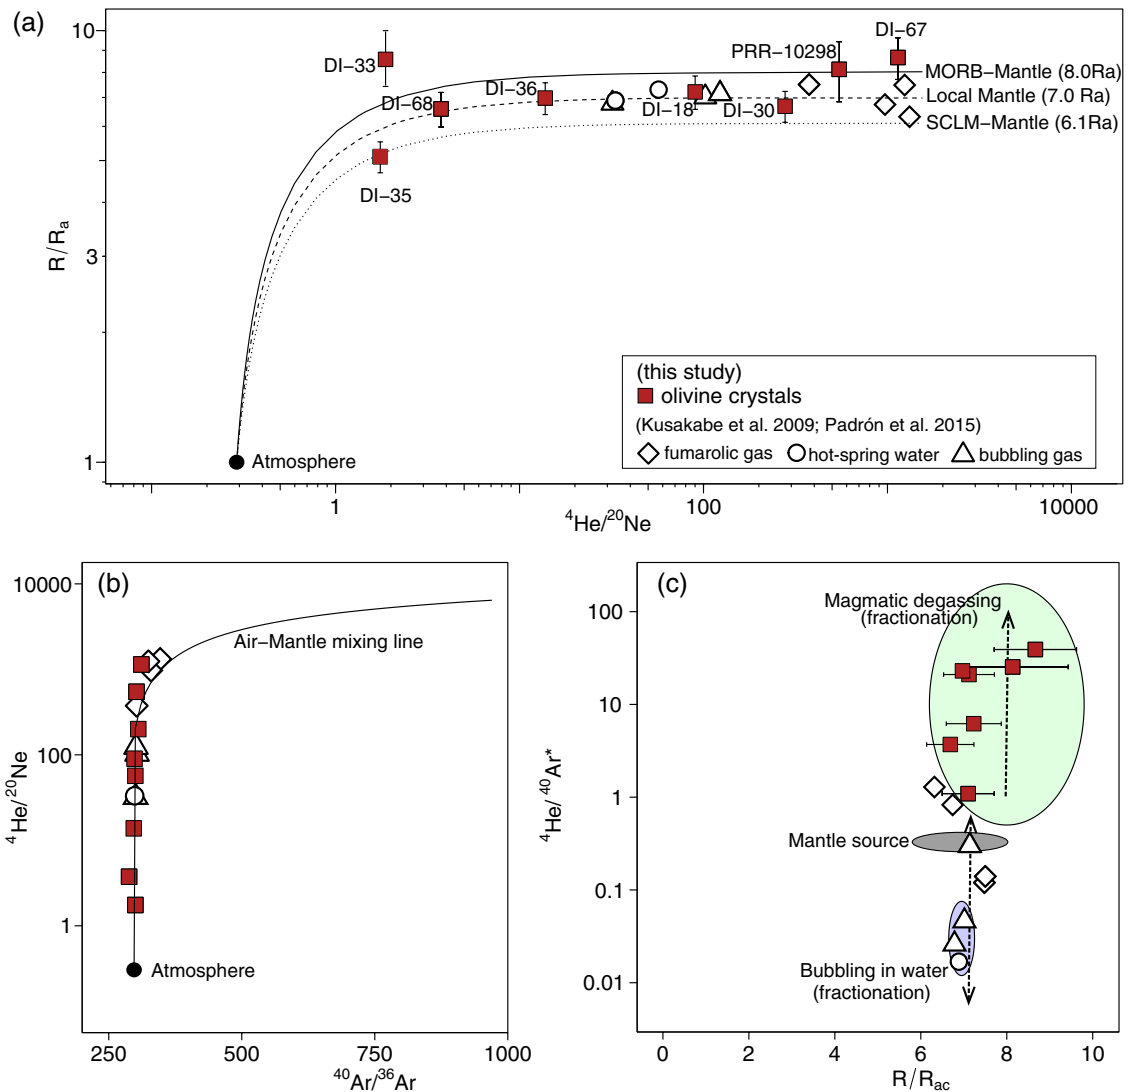 (a)
10
3
1
R/Ra
DI−33
DI−68
DI−36
DI−35
DI−18
DI−30
PRR−10298
DI−67
MORB−Mantle (8.0Ra)
Local Mantle (7.0 Ra)
SCLM−Mantle (6.1Ra)
Atmosphere
(this study)
olivine crystals
(Kusakabe et al. 2009; Padrón et al. 2015)
fumarolic gas hot−spring water bubbling gas
1 100 10000
⁴He/²⁰Ne
(b)
10000
100
1
⁴He/²⁰Ne
Air−Mantle mixing line
Atmosphere
250 500 750 1000
⁴⁰Ar/³⁶Ar
(c)
100
10
1
0.1
0.01
⁴He/⁴⁰Ar*
Magmatic degassing
(fractionation)
Mantle source
Bubbling in water
(fractionation)
0 2 4 6 8 10
R/Rac